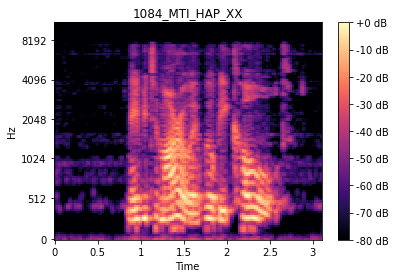 1084_MTI_HAP_XX
Hz
8192
4096
2048
1024
512
0
0 0.5 1 1.5 2 2.5 3
Time
+0 dB
-10 dB
-20 dB
-30 dB
-40 dB
-50 dB
-60 dB
-70 dB
-80 dB